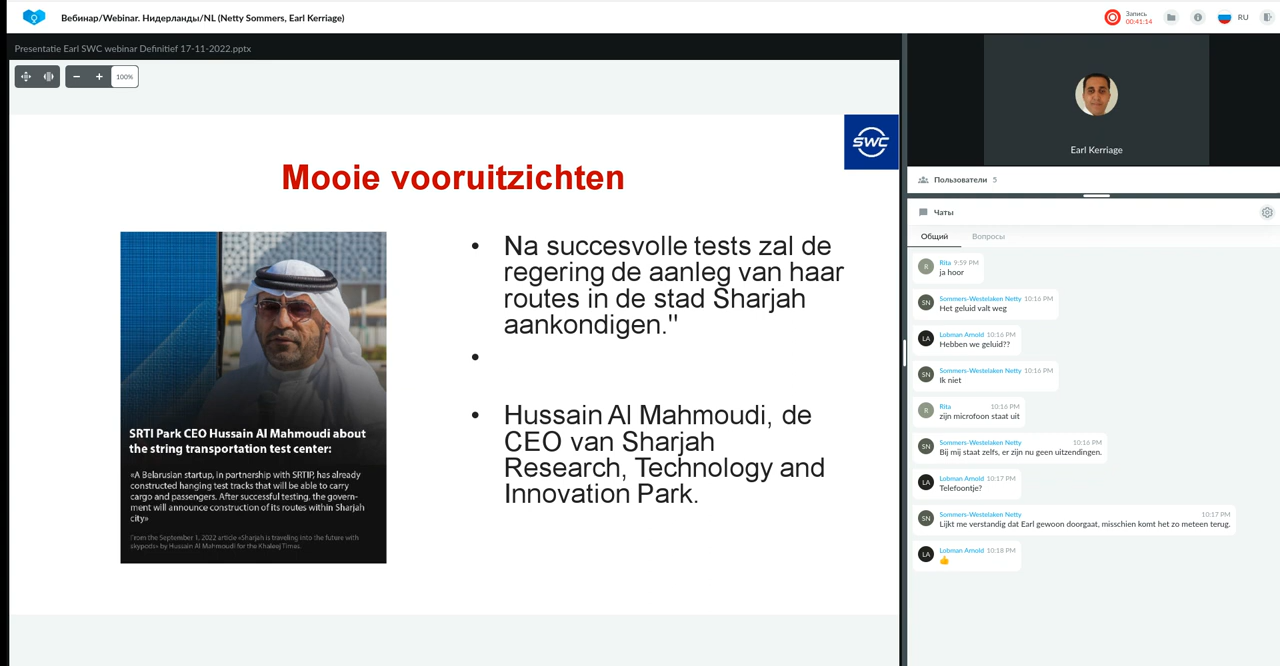 Вебинар/Webinar. Нидерланды/NL (Netty Sommers, Earl Kerriage)
Запись
00:41:14
RU
Presentatie Earl SWC webinar Definitief 17-11-2022.pptx
100%
SWC
Mooie vooruitzichten
• Na succesvolle tests zal de
regering de aanleg van haar
routes in de stad Sharjah
aankondigen."
•
• Hussain Al Mahmoudi, de
CEO van Sharjah
Research, Technology and
Innovation Park.
SRTI Park CEO Hussain Al Mahmoudi about
the string transportation test center:
«A Belarusian startup, in partnership with SRTIP, has already
constructed hanging test tracks that will be able to carry
cargo and passengers. After successful testing, the govern-
ment will announce construction of its routes within Sharjah
city»
From the September 1, 2022 article «Sharjah is traveling into the future with
skypods» by Hussain Al Mahmoudi for the Khaleej Times.
Earl Kerriage
Пользователи 5
Чаты
Общий Вопросы
R
Rita 9:59 PM
ja hoor
SN
Sommers-Westelaken Netty 10:16 PM
Het geluid valt weg
LA
Lobman Arnold 10:16 PM
Hebben we geluid??
SN
Sommers-Westelaken Netty 10:16 PM
Ik niet
R
Rita 10:16 PM
zijn microfoon staat uit
SN
Sommers-Westelaken Netty 10:16 PM
Bij mij staat zelfs, er zijn nu geen uitzendingen.
LA
Lobman Arnold 10:17 PM
Telefoontje?
SN
Sommers-Westelaken Netty 10:17 PM
Lijkt me verstandig dat Earl gewoon doorgaat, misschien komt het zo meteen terug.
LA
Lobman Arnold 10:18 PM
👍